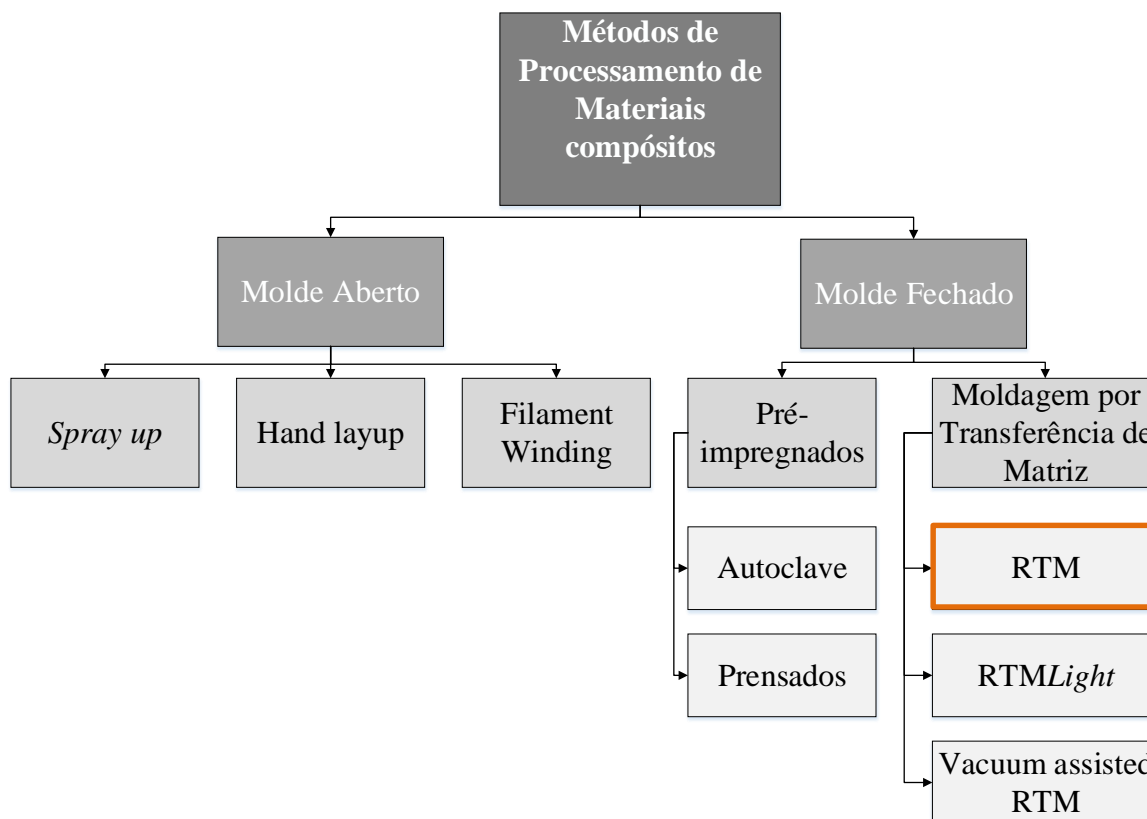 Métodos de
Processamento de
Materiais
compósitos
Molde Aberto
Molde Fechado
Spray up
Hand layup
Filament
Winding
Pré-
impregnados
Moldagem por
Transferência de
Matriz
Autoclave
RTM
Prensados
RTMLight
Vacuum assisted
RTM